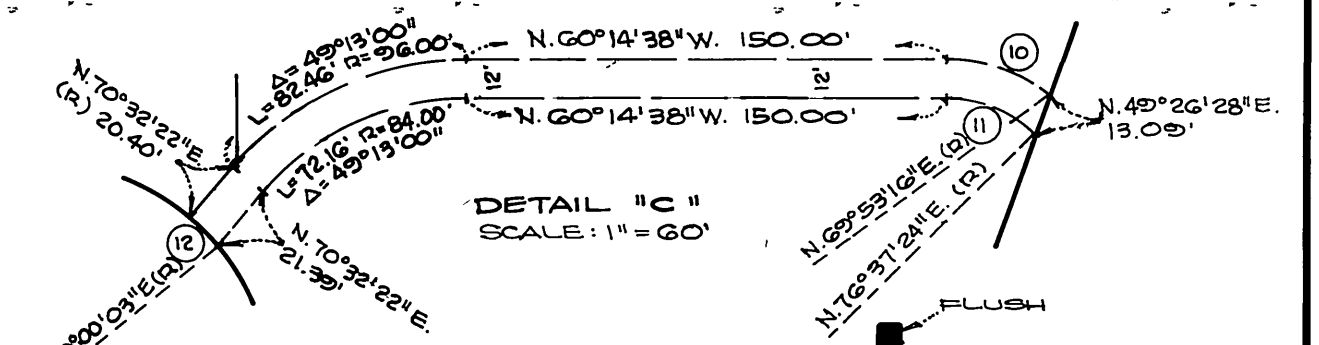 Δ=49°13'00"
L=82.46' R=96.00'
N.60°14'38"W. 150.00'
10
N.70°32'22"E.
(R) 20.40'
12'
12'
N.60°14'38"W. 150.00'
11
N.49°26'28"E.
13.09'
L=72.16' R=84.00'
Δ=49°13'00"
DETAIL "C"
SCALE: 1"=60'
N.69°53'16"E. (R)
N.76°37'24"E. (R)
12
N. 70°32'22"E.
21.39'
°00'03"E(R)
FLUSH